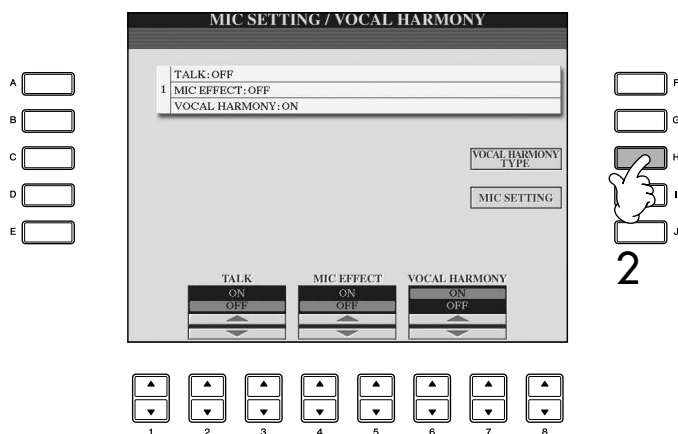 MIC SETTING / VOCAL HARMONY
TALK:OFF
1 MIC EFFECT:OFF
VOCAL HARMONY:ON
A
B
C
D
E
F
G
H
I
J
VOCAL HARMONY
TYPE
MIC SETTING
2
TALK MIC EFFECT VOCAL HARMONY
ON ON ON
OFF OFF OFF
1 2 3 4 5 6 7 8